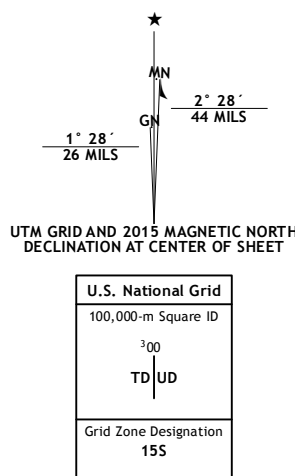 ★
MN
GN
2° 28´
44 MILS
1° 28´
26 MILS
UTM GRID AND 2015 MAGNETIC NORTH
DECLINATION AT CENTER OF SHEET
U.S. National Grid
100,000-m Square ID
³00
TD UD
Grid Zone Designation
15S